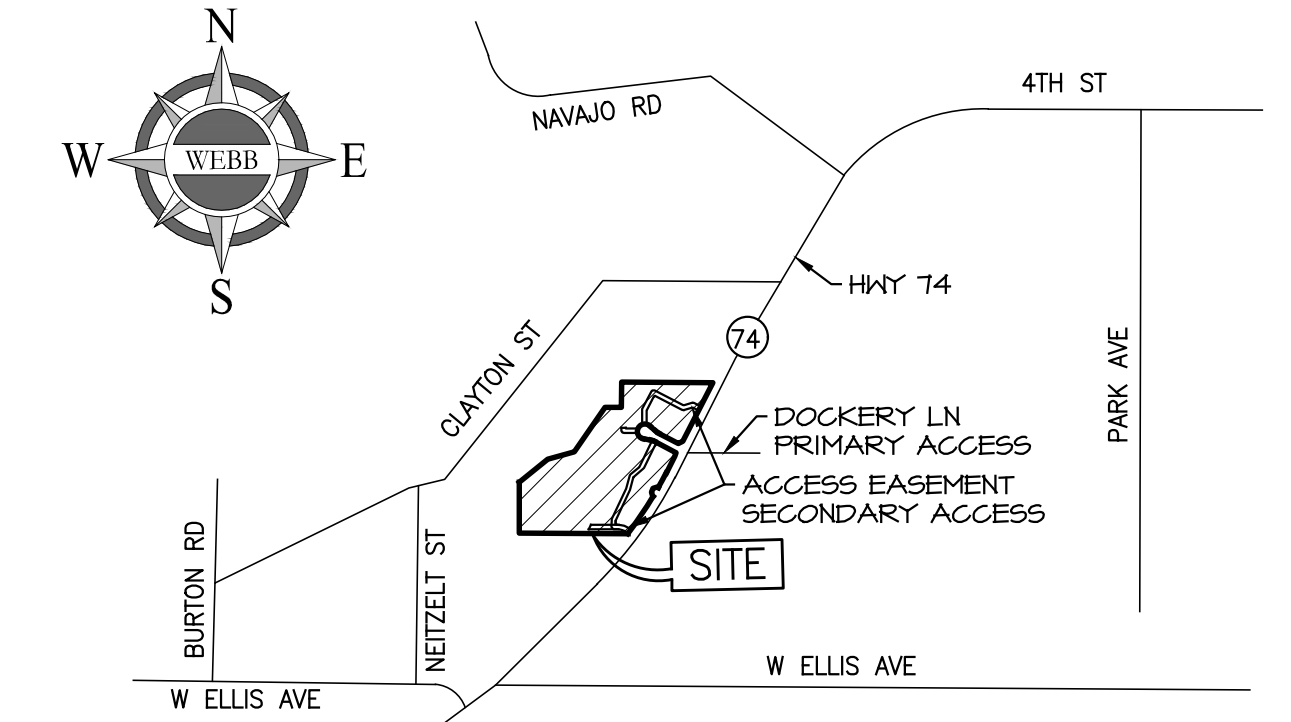 N
W
WEBB
E
S
NAVAJO RD
4TH ST
HWY 74
74
CLAYTON ST
PARK AVE
DOCKERY LN
PRIMARY ACCESS
ACCESS EASEMENT
SECONDARY ACCESS
SITE
BURTON RD
NEITZELT ST
W ELLIS AVE
W ELLIS AVE